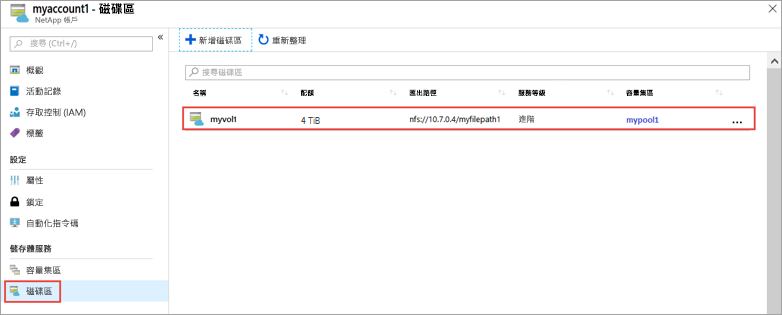 myaccount1 - 磁碟區
NetApp 帳戶
搜尋 (Ctrl+/)
概觀
活動記錄
存取控制 (IAM)
標籤
設定
屬性
鎖定
自動化指令碼
儲存體服務
容量集區
磁碟區
新增磁碟區 重新整理
搜尋磁碟區
名稱 配額 匯出路徑 服務等級 容量集區
myvol1 4 TiB nfs://10.7.0.4/myfilepath1 進階 mypool1 ...